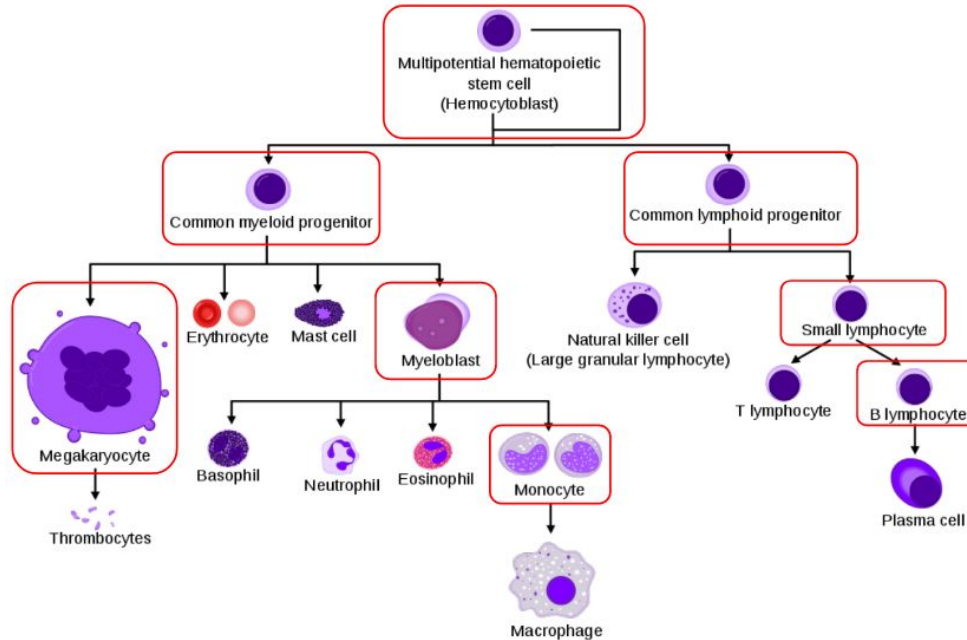 Multipotential hematopoietic
stem cell
(Hemocytoblast)
Common myeloid progenitor
Common lymphoid progenitor
Erythrocyte
Mast cell
Myeloblast
Natural killer cell
(Large granular lymphocyte)
Small lymphocyte
T lymphocyte
B lymphocyte
Megakaryocyte
Basophil
Neutrophil
Eosinophil
Monocyte
Plasma cell
Thrombocytes
Macrophage